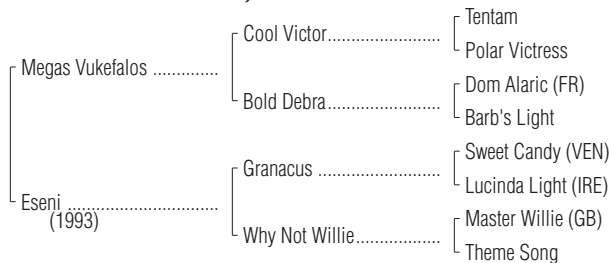 Tentam
Cool Victor....................
Polar Victress
Megas Vukefalos ..............
Dom Alaric (FR)
Bold Debra....................
Barb's Light
Sweet Candy (VEN)
Granacus ......................
Lucinda Light (IRE)
Eseni ................................
(1993)
Master Willie (GB)
Why Not Willie...............
Theme Song